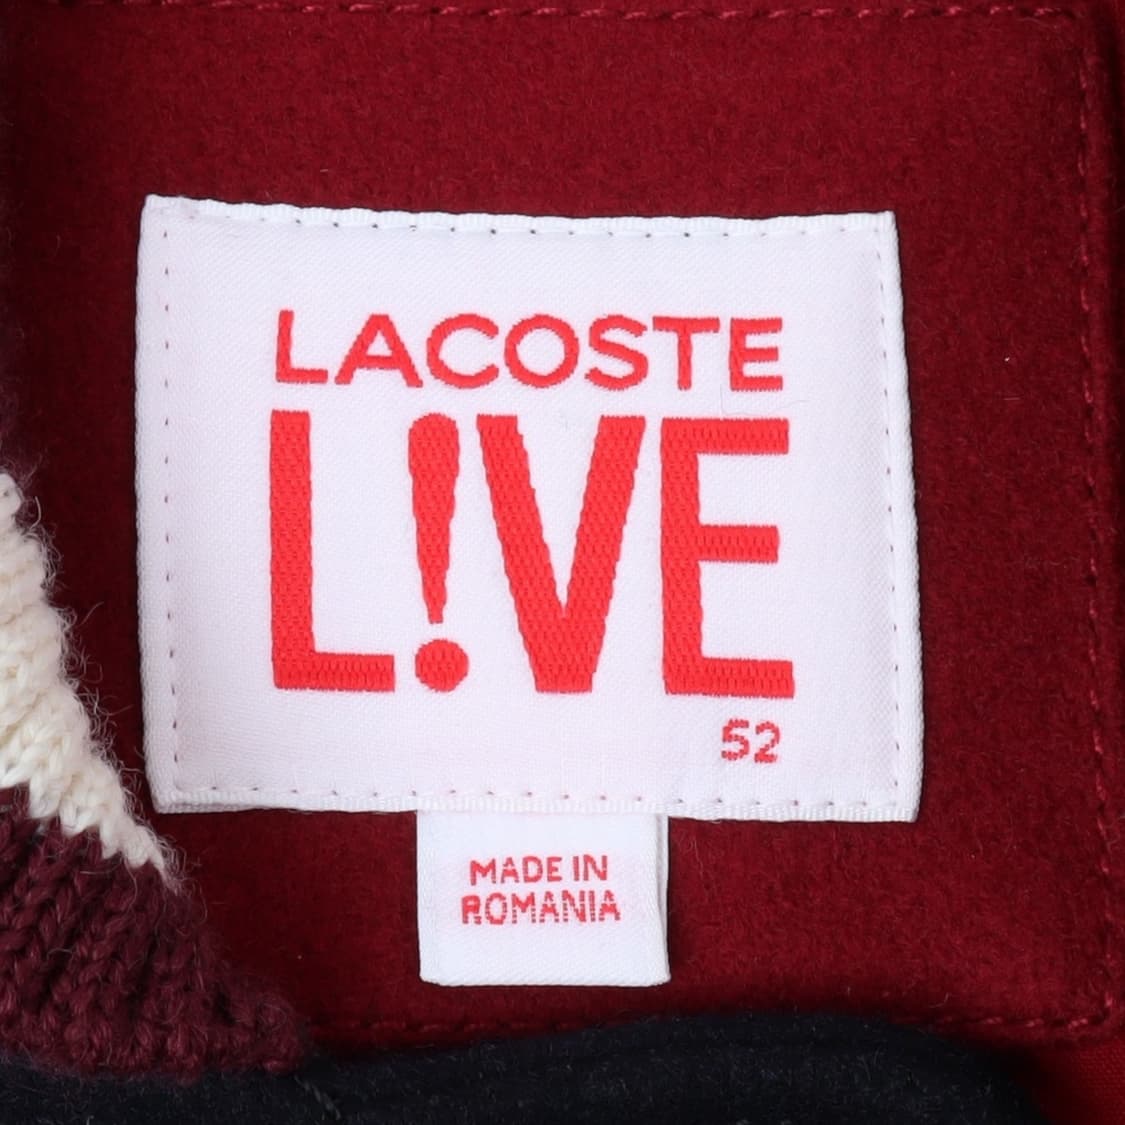 LACOSTE
L!VE
52
MADE IN
ROMANIA